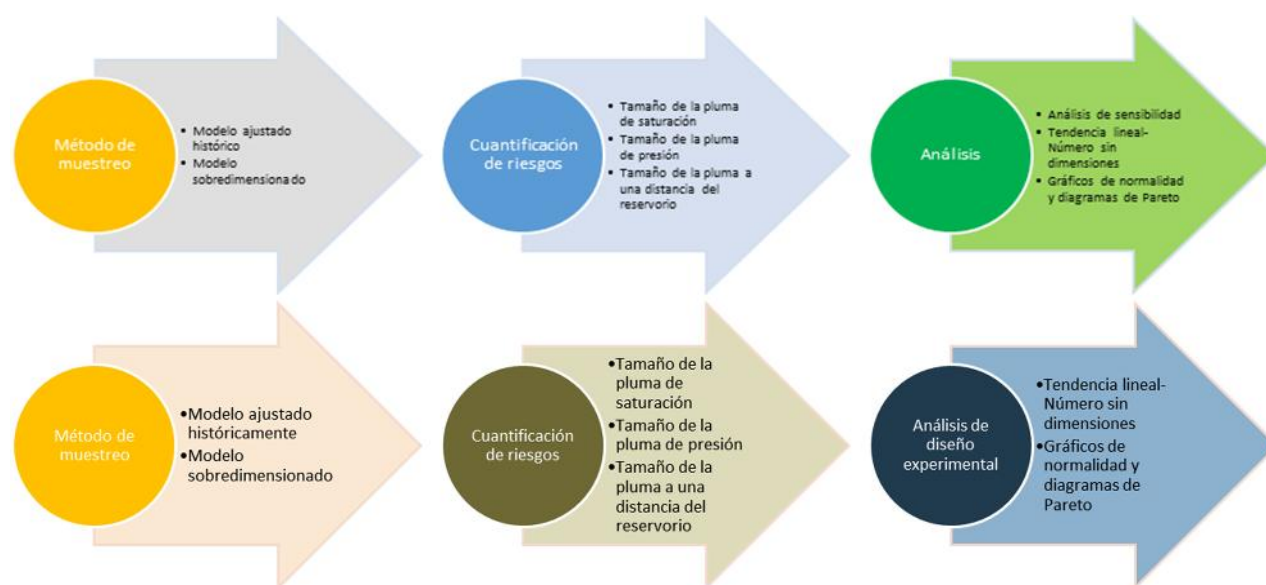 Método de
muestreo
• Modelo ajustado
histórico
• Modelo
sobredimensionado
Cuantificación
de riesgos
• Tamaño de la pluma
de saturación
• Tamaño de la pluma
de presión
• Tamaño de la pluma a
una distancia del
reservorio
Análisis
• Análisis de sensibilidad
• Tendencia lineal-
Número sin
dimensiones
• Gráficos de normalidad
y diagramas de Pareto
Método de
muestreo
•Modelo ajustado
históricamente
•Modelo
sobredimensionado
Cuantificación
de riesgos
•Tamaño de la
pluma de
saturación
•Tamaño de la
pluma de presión
•Tamaño de la
pluma a una
distancia del
reservorio
Análisis de
diseño
experimental
•Tendencia lineal-
Número sin
dimensiones
•Gráficos de
normalidad y
diagramas de
Pareto